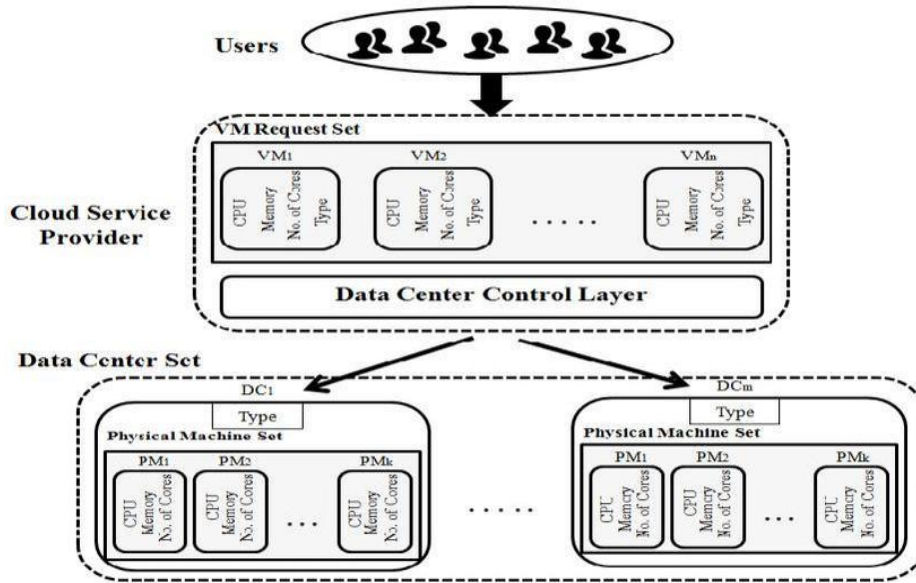 Users
VM Request Set
VM1 VM2 VMn
CPU
Memory
No. of Cores
Type
CPU
Memory
No. of Cores
Type
. . . . .
CPU
Memory
No. of Cores
Type
Cloud Service
Provider
Data Center Control Layer
Data Center Set
DC1
Type
Physical Machine Set
PM1 PM2 PMk
CPU
Memory
No. of Cores
CPU
Memory
No. of Cores
. . .
CPU
Memory
No. of Cores
. . . . .
DCm
Type
Physical Machine Set
PM1 PM2 PMk
CPU
Memory
No. of Cores
CPU
Memory
No. of Cores
. . .
CPU
Memory
No. of Cores